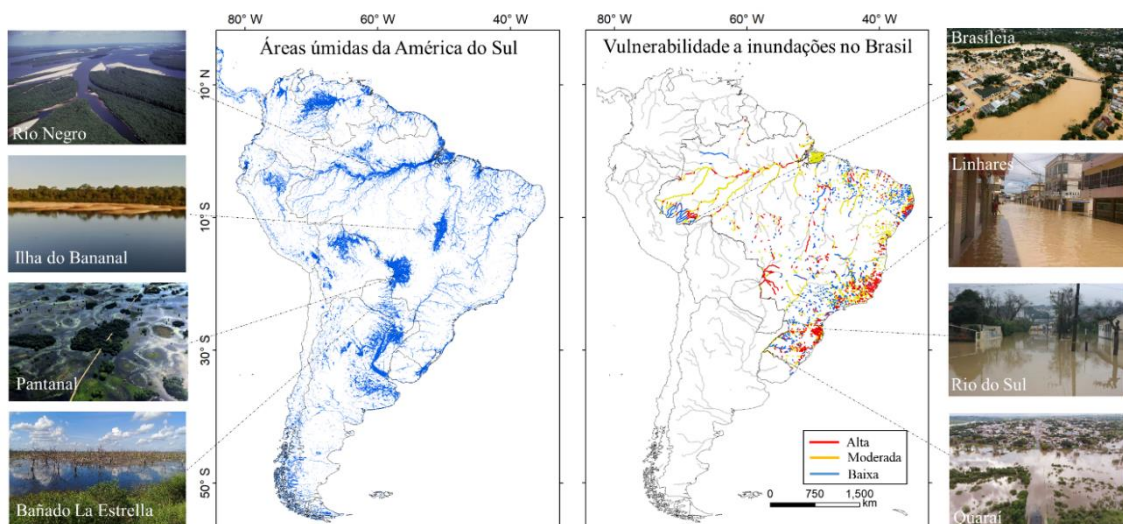 80° W 60° W 40° W
Áreas úmidas da América do Sul
10° N
10° S
30° S
50° S
80° W 60° W 40° W
Vulnerabilidade a inundações no Brasil
Alta
Moderada
Baixa
0 750 1,500
km
Rio Negro
Ilha do Bananal
Pantanal
Bañado La Estrella
Brasileia
Linhares
Rio do Sul
Quaraí